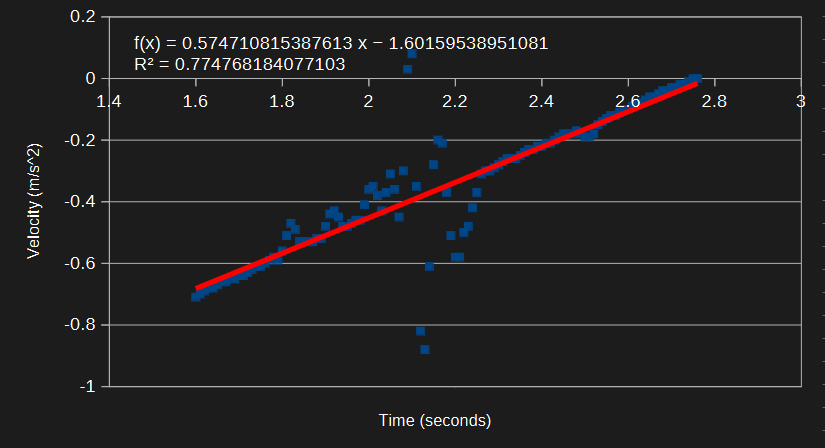 0.2
f(x) = 0.574710815387613 x − 1.60159538951081
R² = 0.774768184077103
0
1.4 1.6 1.8 2 2.2 2.4 2.6 2.8 3
-0.2
-0.4
Velocity (m/s^2)
-0.6
-0.8
-1
Time (seconds)